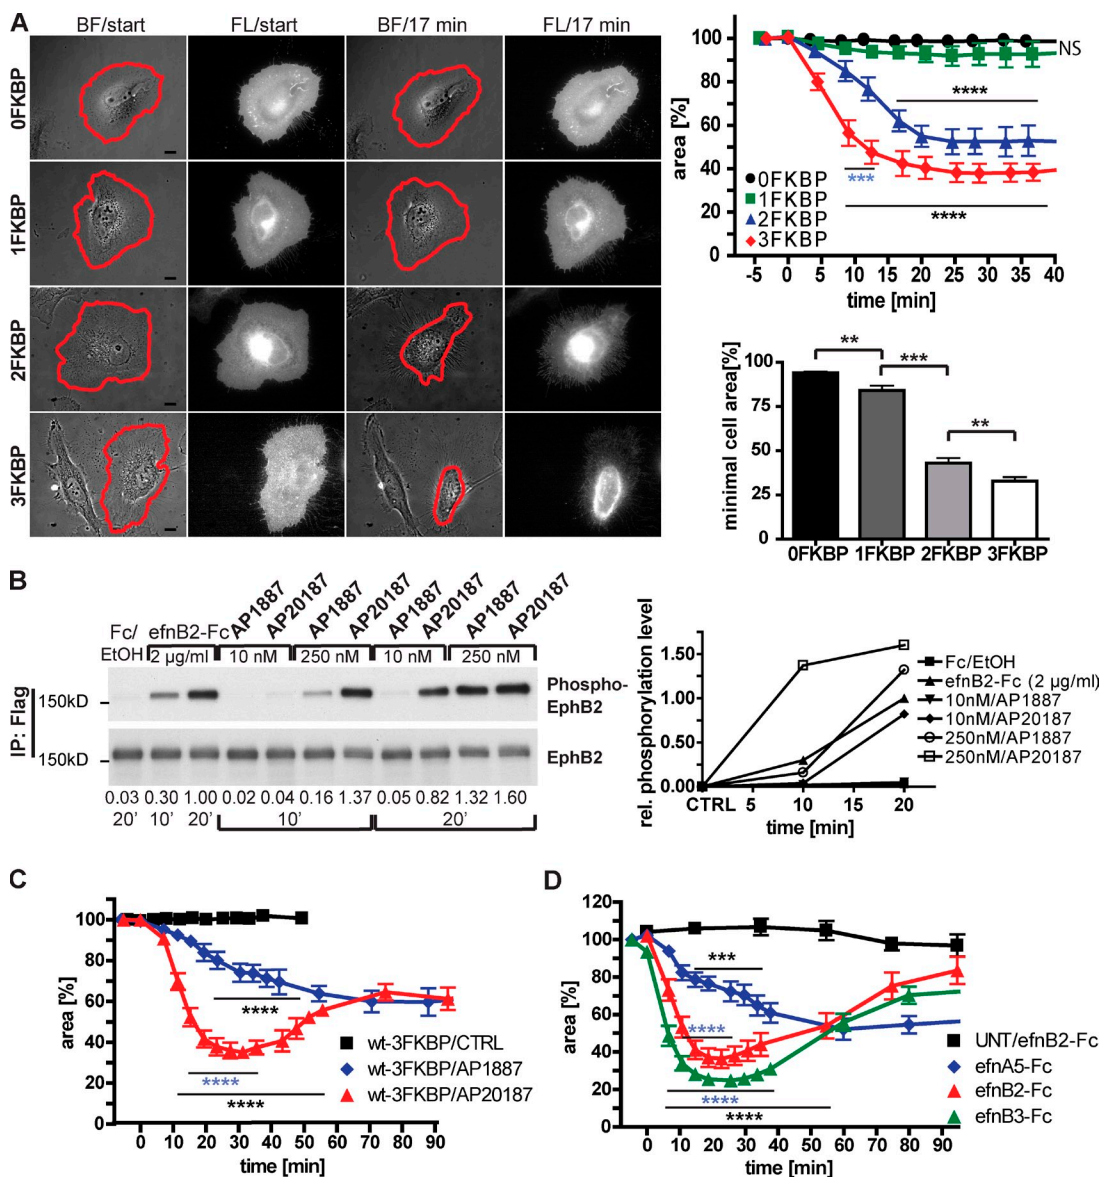 A
BF/start FL/start BF/17 min FL/17 min
0FKBP
1FKBP
2FKBP
3FKBP
100
80
60
40
20
0
area [%]
NS
****
***
****
0FKBP
1FKBP
2FKBP
3FKBP
-5 0 5 10 15 20 25 30 35 40
time [min]
100
75
50
25
0
minimal cell area[%]
**
***
**
0FKBP 1FKBP 2FKBP 3FKBP
B
Fc/
EtOH
efnB2-Fc
2 µg/ml
AP1887
AP20187
AP1887
AP20187
AP1887
AP20187
AP1887
AP20187
10 nM 250 nM 10 nM 250 nM
IP: Flag
150kD
Phospho-
EphB2
150kD
EphB2
0.03 0.30 1.00 0.02 0.04 0.16 1.37 0.05 0.82 1.32 1.60
20' 10' 20' 10' 20'
rel. phosphorylation level
1.50
1.00
0.50
0.00
CTRL 5 10 15 20
time [min]
Fc/EtOH
efnB2-Fc (2 µg/ml)
10nM/AP1887
10nM/AP20187
250nM/AP1887
250nM/AP20187
C
100
80
60
40
20
0
area [%]
****
wt-3FKBP/CTRL
wt-3FKBP/AP1887
wt-3FKBP/AP20187
****
****
0 10 20 30 40 50 60 70 80 90
time [min]
D
120
100
80
60
40
20
0
area [%]
***
****
****
****
UNT/efnB2-Fc
efnA5-Fc
efnB2-Fc
efnB3-Fc
0 10 20 30 40 50 60 70 80 90
time [min]